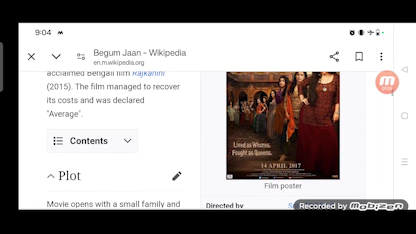 9:04
Begum Jaan - Wikipedia
en.m.wikipedia.org
acclaimed Bengali film Rajkahini
(2015). The film managed to recover
its costs and was declared
"Average".
Contents
Plot
Movie opens with a small family and
Lived as Whores.
Fought as Queens.
14 APRIL 2017
Film poster
Directed by
Recorded by Mobizen